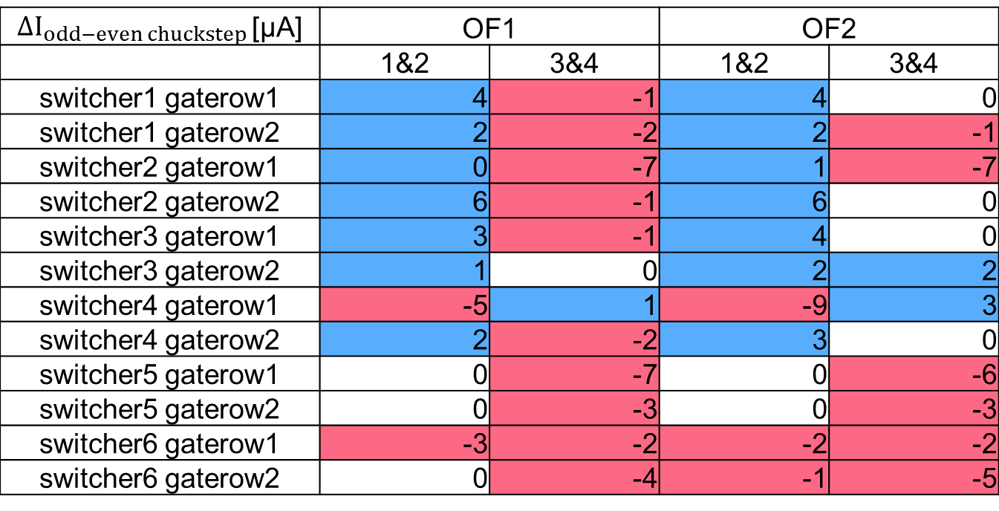 ΔI_odd−even chuckstep [μA] OF1 OF2
1&2 3&4 1&2 3&4
switcher1 gaterow1 4 -1 4 0
switcher1 gaterow2 2 -2 2 -1
switcher2 gaterow1 0 -7 1 -7
switcher2 gaterow2 6 -1 6 0
switcher3 gaterow1 3 -1 4 0
switcher3 gaterow2 1 0 2 2
switcher4 gaterow1 -5 1 -9 3
switcher4 gaterow2 2 -2 3 0
switcher5 gaterow1 0 -7 0 -6
switcher5 gaterow2 0 -3 0 -3
switcher6 gaterow1 -3 -2 -2 -2
switcher6 gaterow2 0 -4 -1 -5